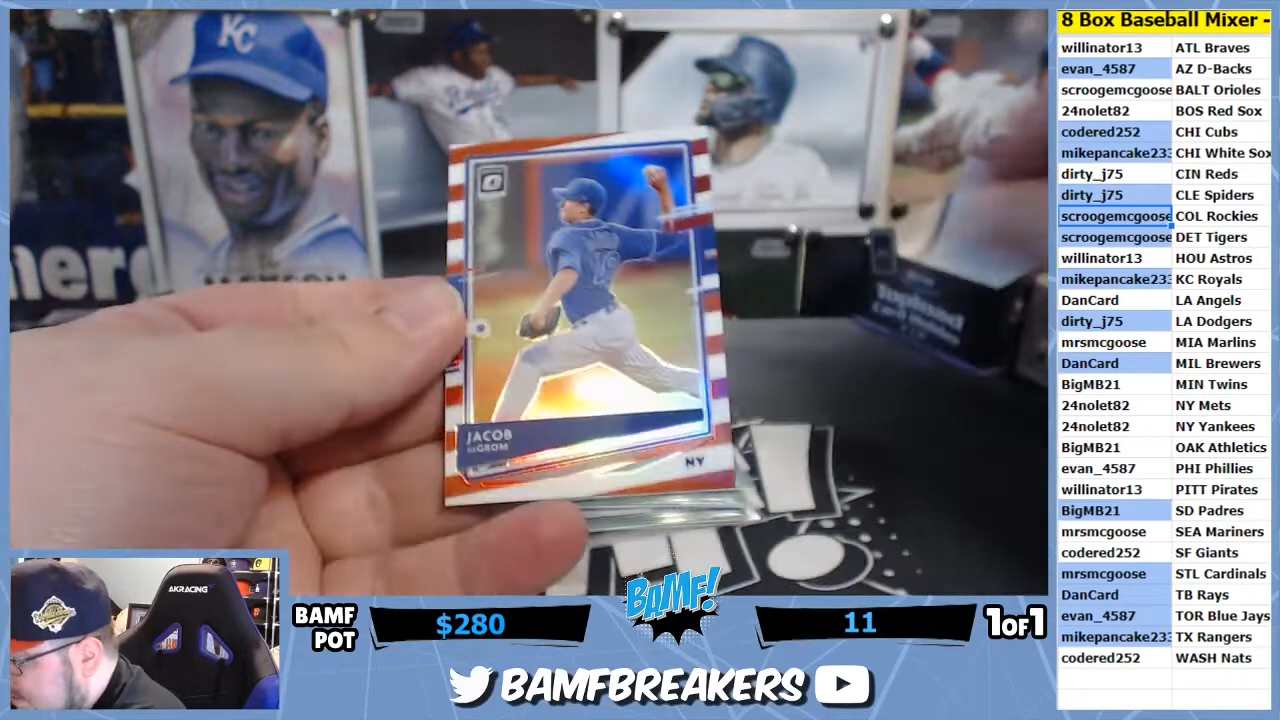 8 Box Baseball Mixer -
willinator13 ATL Braves
evan_4587 AZ D-Backs
scroogemcgoose BALT Orioles
24nolet82 BOS Red Sox
codered252 CHI Cubs
mikepancake233 CHI White Sox
dirty_j75 CIN Reds
dirty_j75 CLE Spiders
scroogemcgoose COL Rockies
scroogemcgoose DET Tigers
willinator13 HOU Astros
mikepancake233 KC Royals
DanCard LA Angels
dirty_j75 LA Dodgers
mrsmcgoose MIA Marlins
DanCard MIL Brewers
BigMB21 MIN Twins
24nolet82 NY Mets
24nolet82 NY Yankees
BigMB21 OAK Athletics
evan_4587 PHI Phillies
willinator13 PITT Pirates
BigMB21 SD Padres
mrsmcgoose SEA Mariners
codered252 SF Giants
mrsmcgoose STL Cardinals
DanCard TB Rays
evan_4587 TOR Blue Jays
mikepancake233 TX Rangers
codered252 WASH Nats
KC
JACOB
deGROM
NY
AKRACING
BAMF POT
$280
BAMF!
11
1 OF 1
BAMFBREAKERS